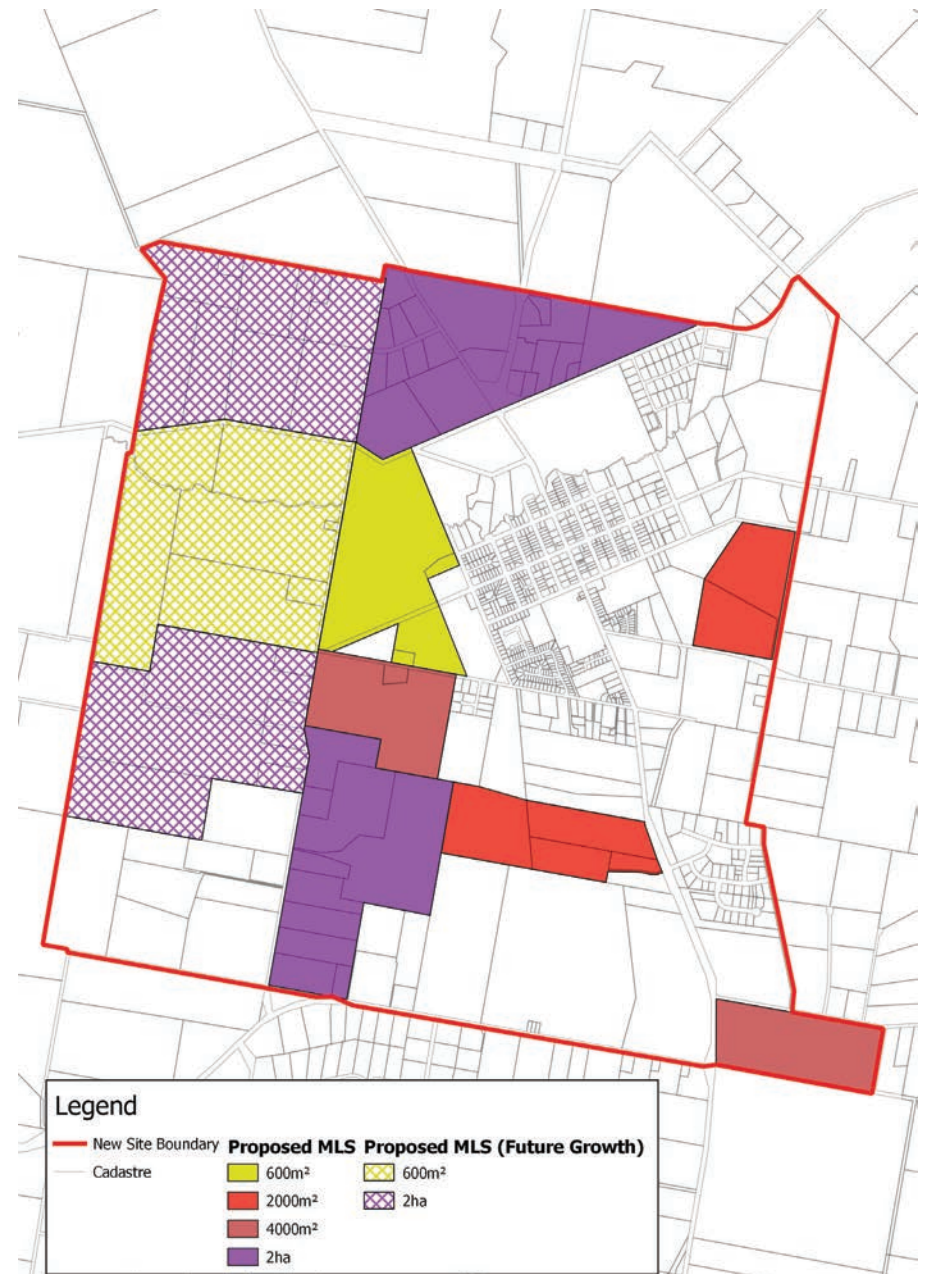 Legend
New Site Boundary
Cadastre
Proposed MLS
600m²
2000m²
4000m²
2ha
Proposed MLS (Future Growth)
600m²
2ha